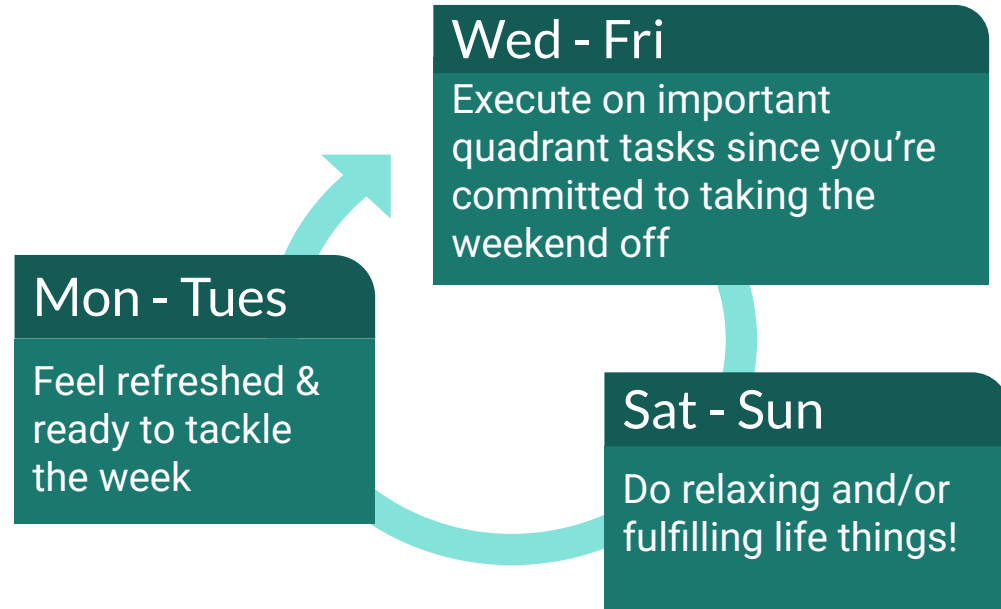 Wed - Fri
Execute on important
quadrant tasks since you’re
committed to taking the
weekend off
Mon - Tues
Feel refreshed &
ready to tackle
the week
Sat - Sun
Do relaxing and/or
fulfilling life things!